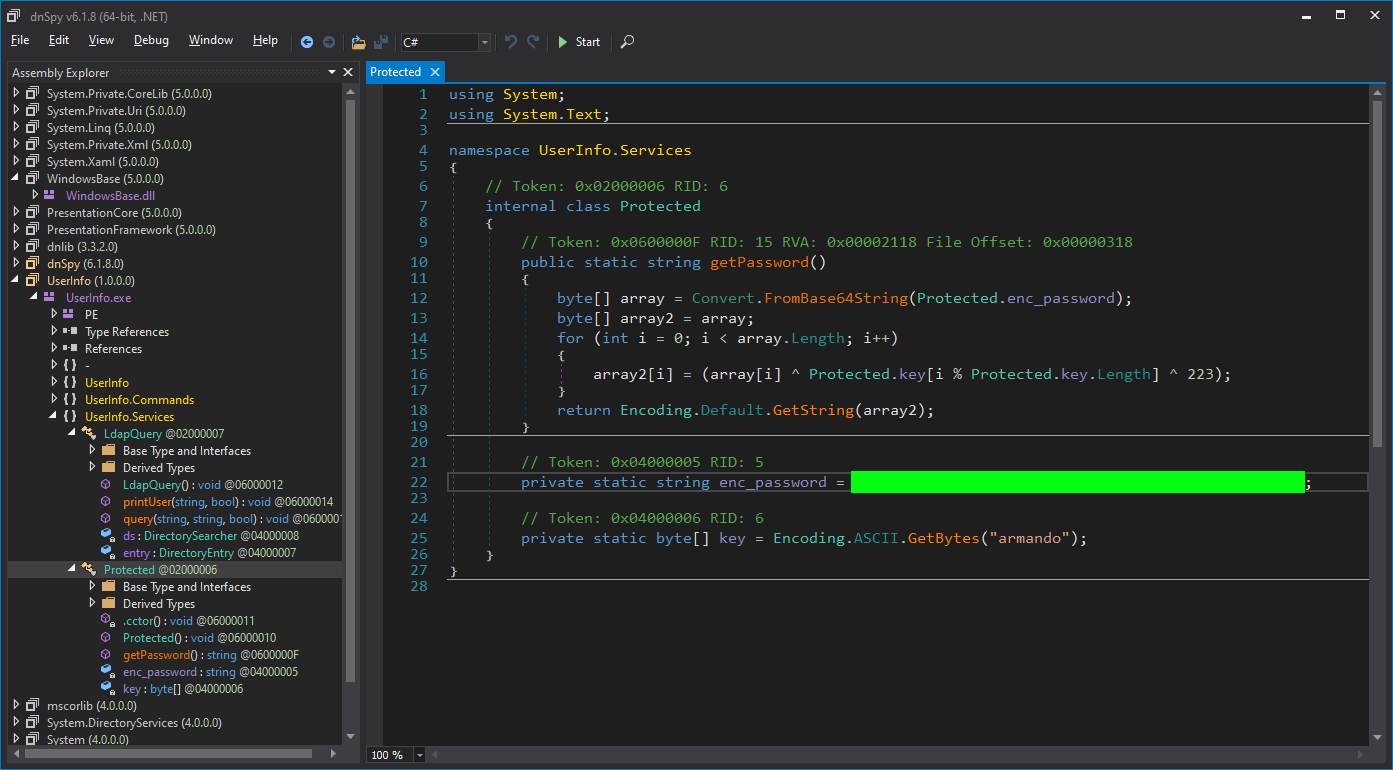 dnSpy v6.1.8 (64-bit, .NET)
File Edit View Debug Window Help C# Start
Assembly Explorer
System.Private.CoreLib (5.0.0.0)
System.Private.Uri (5.0.0.0)
System.Linq (5.0.0.0)
System.Private.Xml (5.0.0.0)
System.Xaml (5.0.0.0)
WindowsBase (5.0.0.0)
WindowsBase.dll
PresentationCore (5.0.0.0)
PresentationFramework (5.0.0.0)
dnlib (3.3.2.0)
dnSpy (6.1.8.0)
UserInfo (1.0.0.0)
UserInfo.exe
PE
Type References
References
{ } -
{ } UserInfo
{ } UserInfo.Commands
{ } UserInfo.Services
LdapQuery @02000007
Base Type and Interfaces
Derived Types
LdapQuery() : void @06000012
printUser(string, bool) : void @06000014
query(string, string, bool) : void @060000
ds : DirectorySearcher @04000008
entry : DirectoryEntry @04000007
Protected @02000006
Base Type and Interfaces
Derived Types
.cctor() : void @06000011
Protected() : void @06000010
getPassword() : string @0600000F
enc_password : string @04000005
key : byte[] @04000006
mscorlib (4.0.0.0)
System.DirectoryServices (4.0.0.0)
System (4.0.0.0)
Protected
1 using System;
2 using System.Text;
3
4 namespace UserInfo.Services
5 {
6 // Token: 0x02000006 RID: 6
7 internal class Protected
8 {
9 // Token: 0x0600000F RID: 15 RVA: 0x00002118 File Offset: 0x00000318
10 public static string getPassword()
11 {
12 byte[] array = Convert.FromBase64String(Protected.enc_password);
13 byte[] array2 = array;
14 for (int i = 0; i < array.Length; i++)
15 {
16 array2[i] = (array[i] ^ Protected.key[i % Protected.key.Length] ^ 223);
17 }
18 return Encoding.Default.GetString(array2);
19 }
20
21 // Token: 0x04000005 RID: 5
22 private static string enc_password = ;
23
24 // Token: 0x04000006 RID: 6
25 private static byte[] key = Encoding.ASCII.GetBytes("armando");
26 }
27 }
28
100 %